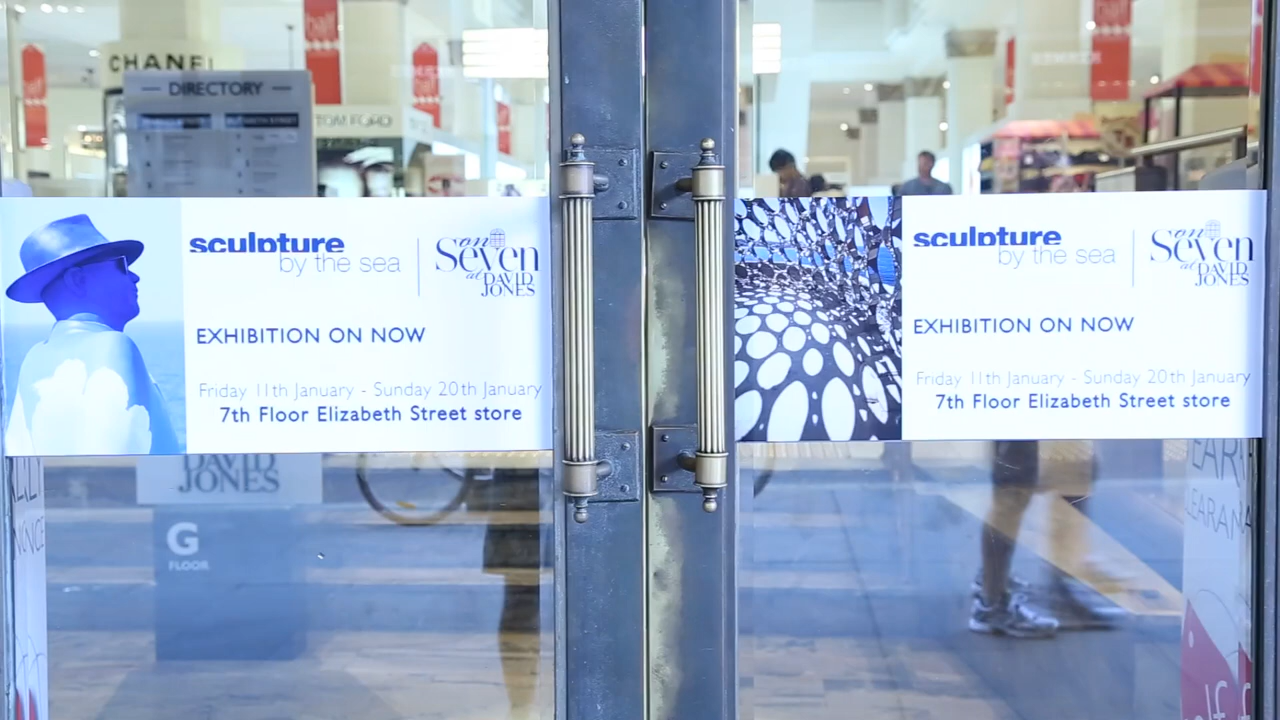 CHANEL
DIRECTORY
TOM FORD
half
half
sculpture
by the sea
on
Seven
at DAVID
JONES
EXHIBITION ON NOW
Friday 11th January - Sunday 20th January
7th Floor Elizabeth Street store
sculpture
by the sea
on
Seven
at DAVID
JONES
EXHIBITION ON NOW
Friday 11th January - Sunday 20th January
7th Floor Elizabeth Street store
DAVID
JONES
G
FLOOR